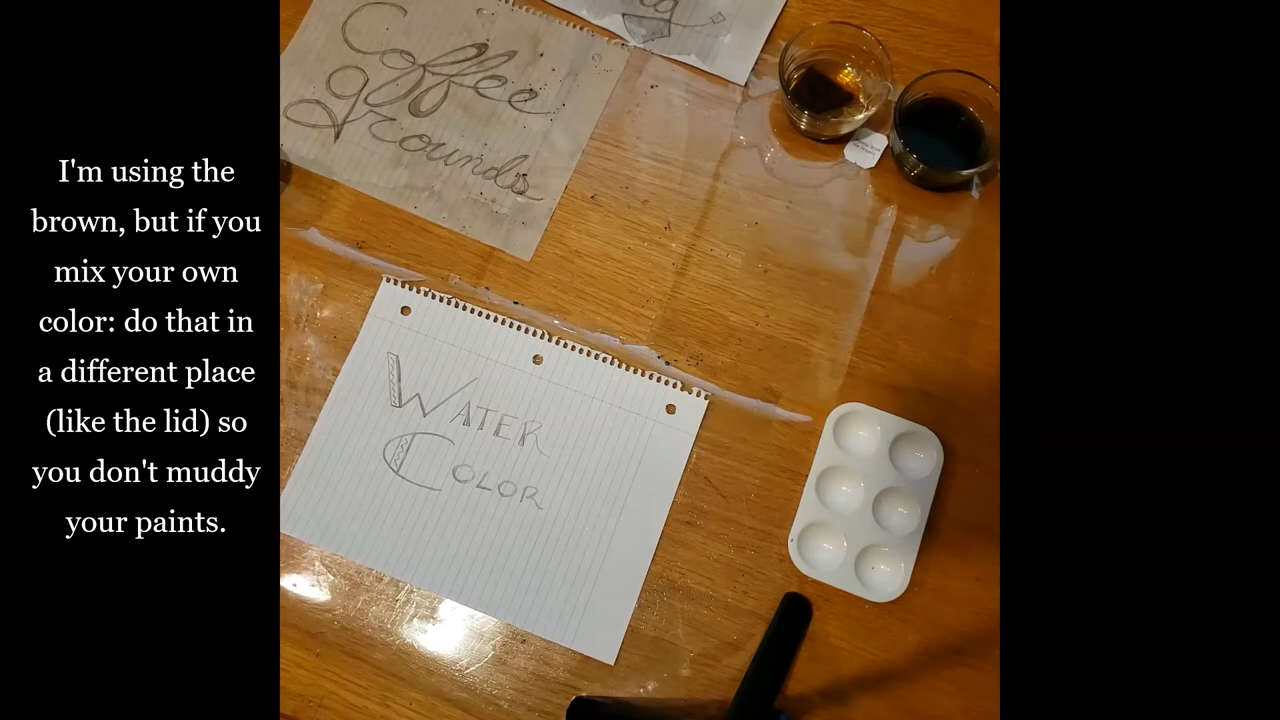 I'm using the
brown, but if you
mix your own
color: do that in
a different place
(like the lid) so
you don't muddy
your paints.
Coffee
grounds
WATER
COLOR